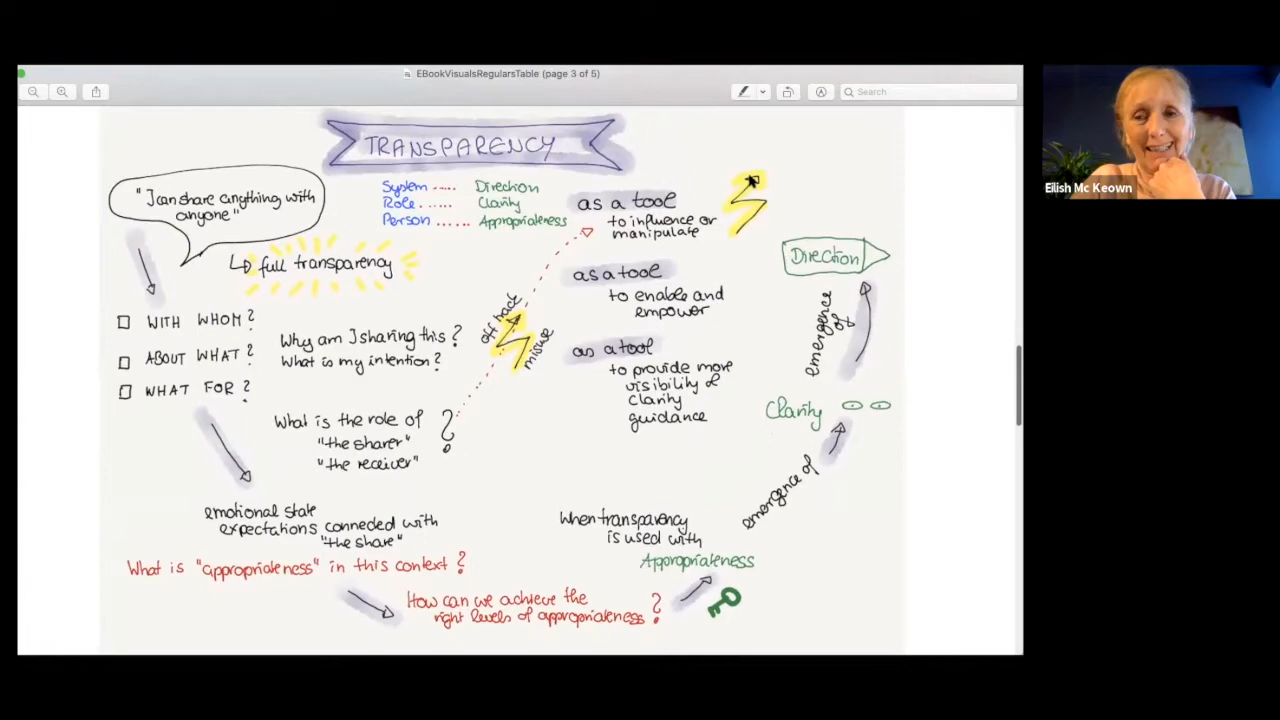 EBookVisualsRegularsTable (page 3 of 5)
Search
Eilish Mc Keown
TRANSPARENCY
"I can share anything with
anyone"
full transparency
System ..... Direction
Role ...... Clarity
Person ...... Appropriateness
as a tool
to influence or
manipulate
as a tool
to enable and
empower
as a tool
to provide more
visibility &
clarity
guidance
WITH WHOM?
ABOUT WHAT?
WHAT FOR?
Why am I sharing this?
What is my intention?
misuse
What is the role of
"the sharer"
"the receiver"
?
emotional state
expectations connected with
"the share"
What is "appropriateness" in this context?
How can we achieve the
right levels of appropriateness?
When transparency
is used with
Appropriateness
emergence of
Clarity
emergence of
Direction